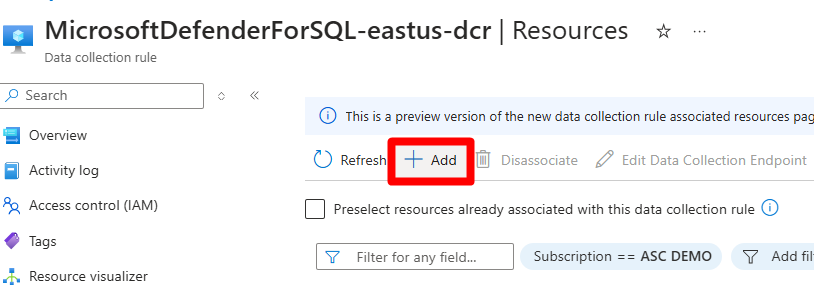 MicrosoftDefenderForSQL-eastus-dcr | Resources
Data collection rule
Search
Overview
Activity log
Access control (IAM)
Tags
Resource visualizer
This is a preview version of the new data collection rule associated resources pag
Refresh Add Disassociate Edit Data Collection Endpoint
Preselect resources already associated with this data collection rule
Filter for any field... Subscription == ASC DEMO Add fil